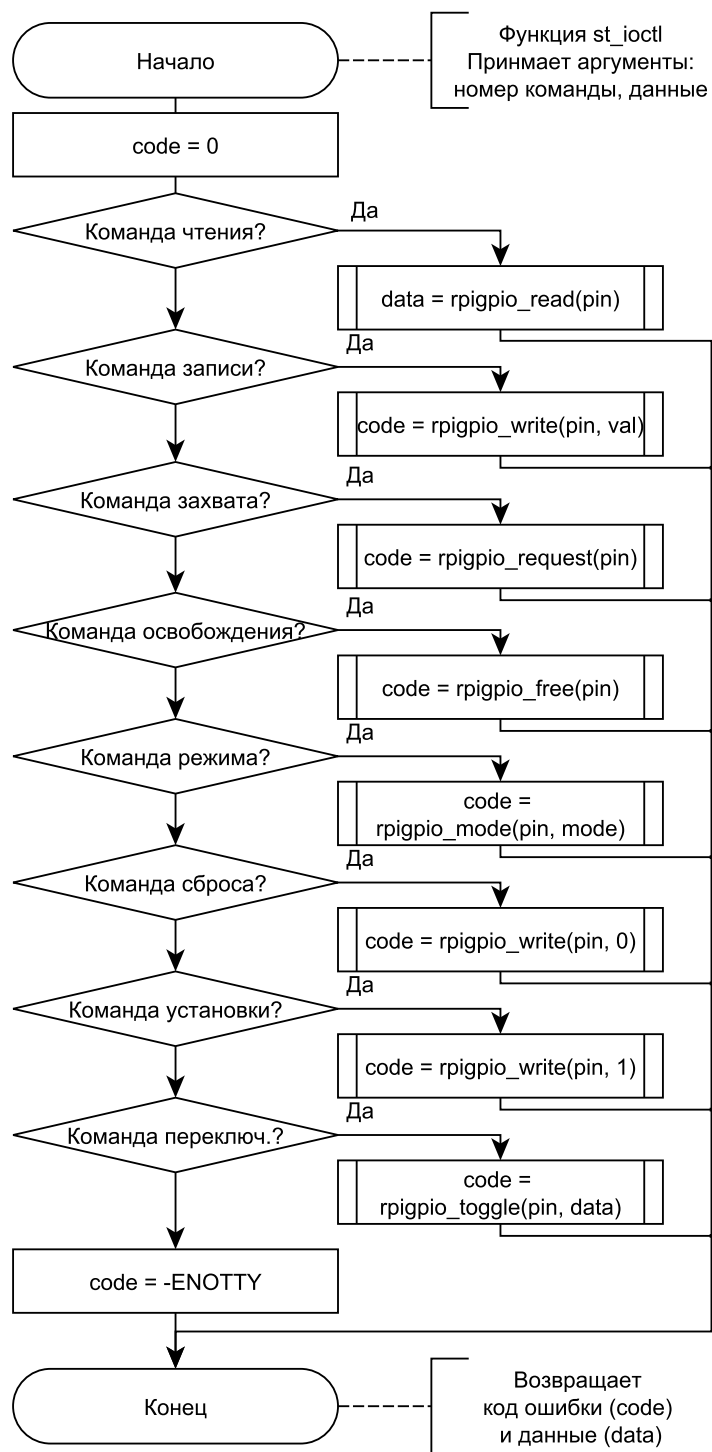 Начало
Функция st_ioctl
Принмает аргументы:
номер команды, данные
code = 0
Команда чтения?
Да
data = rpigpio_read(pin)
Команда записи?
Да
code = rpigpio_write(pin, val)
Команда захвата?
Да
code = rpigpio_request(pin)
Команда освобождения?
Да
code = rpigpio_free(pin)
Команда режима?
Да
code =
rpigpio_mode(pin, mode)
Команда сброса?
Да
code = rpigpio_write(pin, 0)
Команда установки?
Да
code = rpigpio_write(pin, 1)
Команда переключ.?
Да
code =
rpigpio_toggle(pin, data)
code = -ENOTTY
Конец
Возвращает
код ошибки (code)
и данные (data)